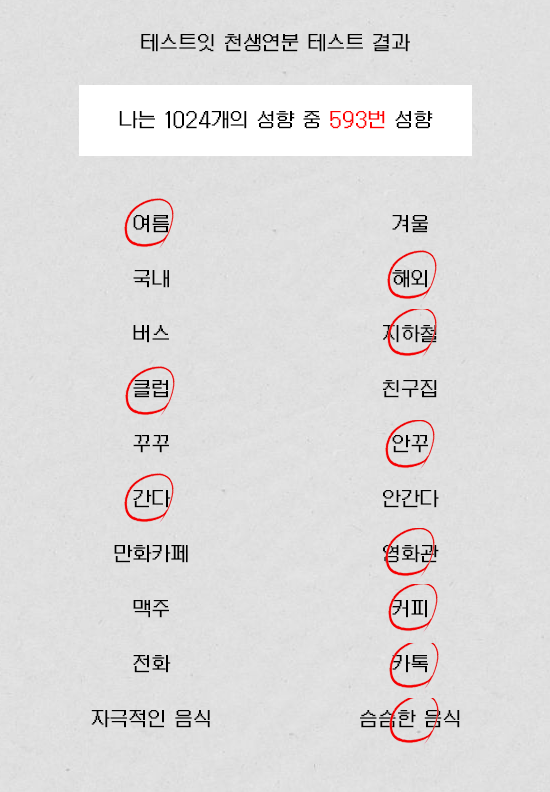 테스트잇 천생연분 테스트 결과
나는 1024개의 성향 중 593번 성향
여름 겨울
국내 해외
버스 지하철
클럽 친구집
꾸꾸 안꾸
간다 안간다
만화카페 영화관
맥주 커피
전화 카톡
자극적인 음식 슴슴한 음식